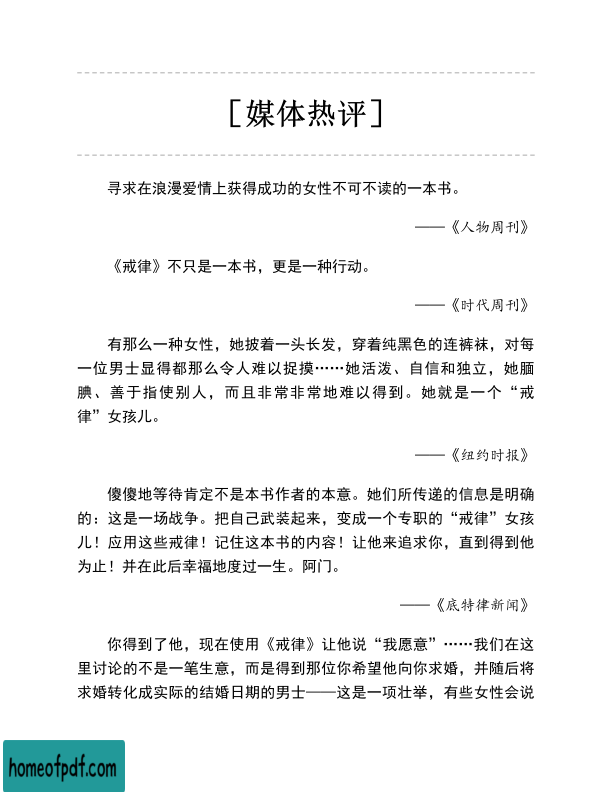 ［媒体热评］
寻求在浪漫爱情上获得成功的女性不可不读的一本书。
——《人物周刊》
《戒律》不只是一本书，更是一种行动。
——《时代周刊》
有那么一种女性，她披着一头长发，穿着纯黑色的连裤袜，对每
一位男士显得都那么令人难以捉摸……她活泼、自信和独立，她腼
腆、善于指使别人，而且非常非常地难以得到。她就是一个“戒
律”女孩儿。
——《纽约时报》
傻傻地等待肯定不是本书作者的本意。她们所传递的信息是明确
的：这是一场战争。把自己武装起来，变成一个专职的“戒律”女孩
儿！应用这些戒律！记住这本书的内容！让他来追求你，直到得到他
为止！并在此后幸福地度过一生。阿门。
——《底特律新闻》
你得到了他，现在使用《戒律》让他说“我愿意”……我们在这
里讨论的不是一笔生意，而是得到那位你希望他向你求婚，并随后将
求婚转化成实际的结婚日期的男士——这是一项壮举，有些女性会说
homeofpdf.com